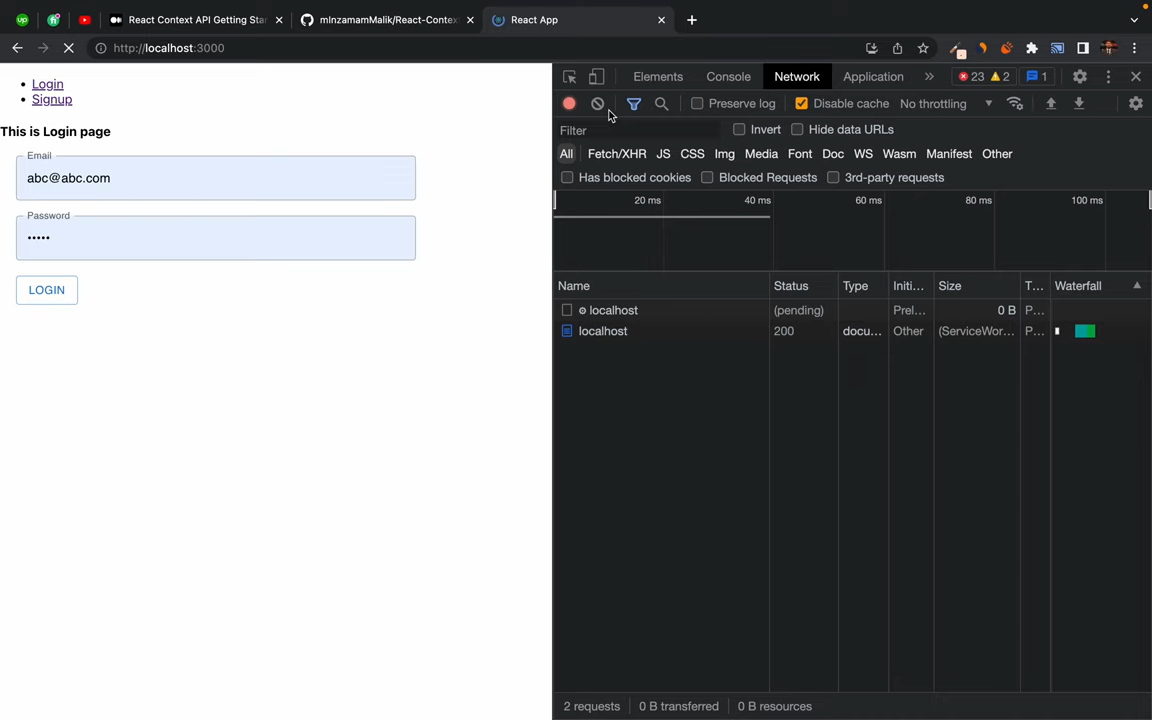 React Context API Getting Star
mInzamamMalik/React-Contex
React App
http://localhost:3000
Login
Signup
This is Login page
Email
abc@abc.com
Password
•••••
LOGIN
Elements Console Network Application » 23 2 1
Preserve log Disable cache No throttling
Filter Invert Hide data URLs
All Fetch/XHR JS CSS Img Media Font Doc WS Wasm Manifest Other
Has blocked cookies Blocked Requests 3rd-party requests
20 ms 40 ms 60 ms 80 ms 100 ms
Name Status Type Initi... Size T... Waterfall
localhost (pending) Prel... 0 B P...
localhost 200 docu... Other (ServiceWor... P...
2 requests 0 B transferred 0 B resources